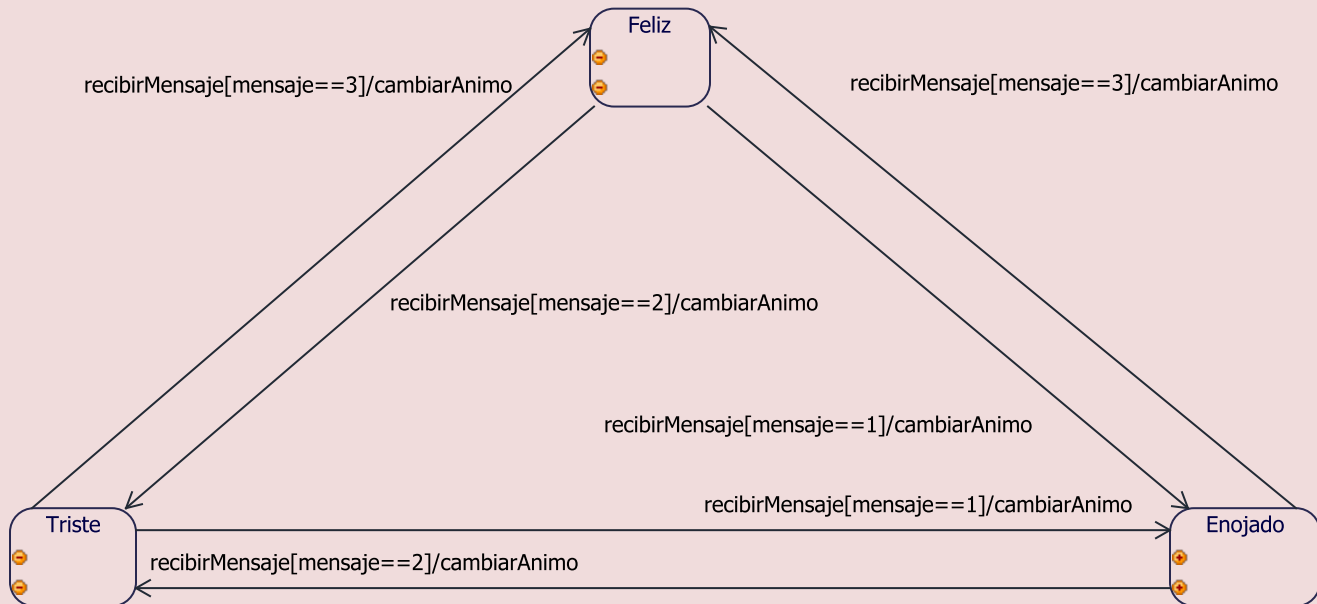 Feliz
recibirMensaje[mensaje==3]/cambiarAnimo
recibirMensaje[mensaje==3]/cambiarAnimo
recibirMensaje[mensaje==2]/cambiarAnimo
recibirMensaje[mensaje==1]/cambiarAnimo
recibirMensaje[mensaje==1]/cambiarAnimo
Triste
Enojado
recibirMensaje[mensaje==2]/cambiarAnimo